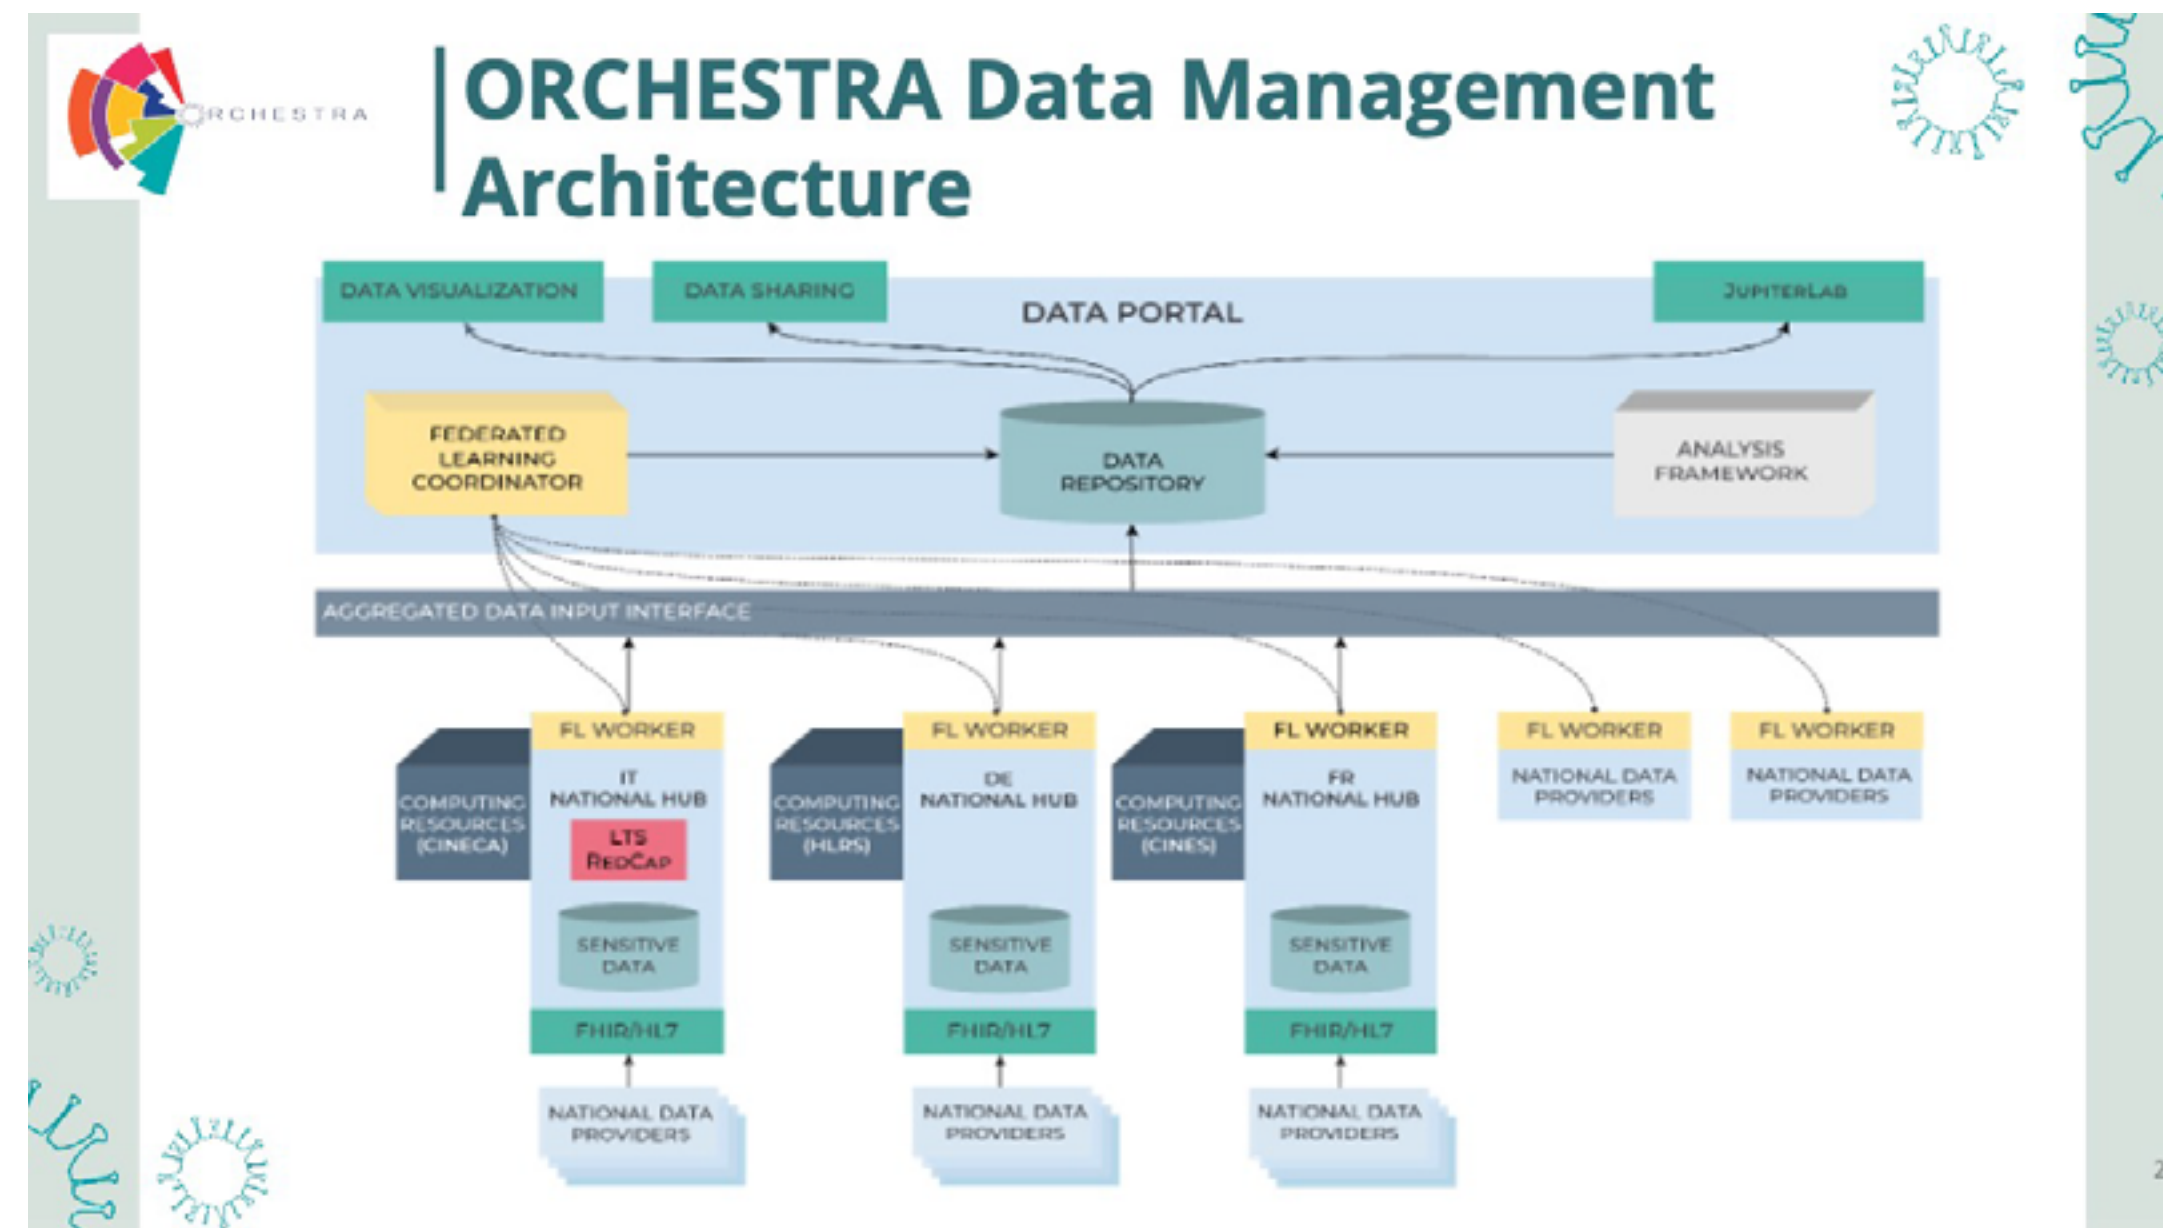 ORCHESTRA
ORCHESTRA Data Management
Architecture
DATA VISUALIZATION
DATA SHARING
DATA PORTAL
JUPITERLAB
FEDERATED
LEARNING
COORDINATOR
DATA
REPOSITORY
ANALYSIS
FRAMEWORK
AGGREGATED DATA INPUT INTERFACE
COMPUTING
RESOURCES
(CINECA)
FL WORKER
IT
NATIONAL HUB
LTS
REDCAP
SENSITIVE
DATA
FHIR/HL7
NATIONAL DATA
PROVIDERS
COMPUTING
RESOURCES
(HLRS)
FL WORKER
DE
NATIONAL HUB
SENSITIVE
DATA
FHIR/HL7
NATIONAL DATA
PROVIDERS
COMPUTING
RESOURCES
(CINES)
FL WORKER
FR
NATIONAL HUB
SENSITIVE
DATA
FHIR/HL7
NATIONAL DATA
PROVIDERS
FL WORKER
NATIONAL DATA
PROVIDERS
FL WORKER
NATIONAL DATA
PROVIDERS